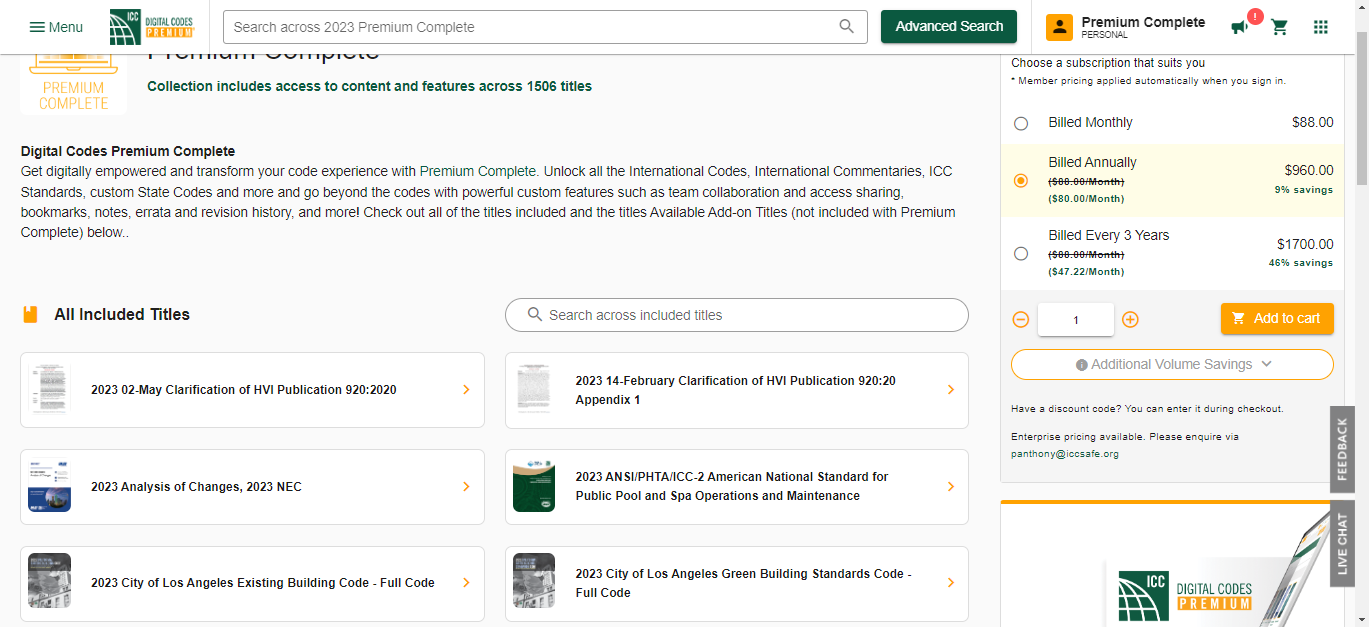 Menu
ICC DIGITAL CODES
PREMIUM
Search across 2023 Premium Complete
Advanced Search
Premium Complete
PERSONAL
!
Premium Complete
PREMIUM
COMPLETE
Collection includes access to content and features across 1506 titles
Digital Codes Premium Complete
Get digitally empowered and transform your code experience with Premium Complete. Unlock all the International Codes, International Commentaries, ICC
Standards, custom State Codes and more and go beyond the codes with powerful custom features such as team collaboration and access sharing,
bookmarks, notes, errata and revision history, and more! Check out all of the titles included and the titles Available Add-on Titles (not included with Premium
Complete) below..
All Included Titles
Search across included titles
2023 02-May Clarification of HVI Publication 920:2020
2023 14-February Clarification of HVI Publication 920:20
Appendix 1
2023 Analysis of Changes, 2023 NEC
2023 ANSI/PHTA/ICC-2 American National Standard for
Public Pool and Spa Operations and Maintenance
2023 City of Los Angeles Existing Building Code - Full Code
2023 City of Los Angeles Green Building Standards Code -
Full Code
Choose a subscription that suits you
* Member pricing applied automatically when you sign in.
Billed Monthly
$88.00
Billed Annually
($88.00/Month)
($80.00/Month)
$960.00
9% savings
Billed Every 3 Years
($88.00/Month)
($47.22/Month)
$1700.00
46% savings
1
Add to cart
Additional Volume Savings
Have a discount code? You can enter it during checkout.
Enterprise pricing available. Please enquire via
panthony@iccsafe.org
FEEDBACK
LIVE CHAT
ICC DIGITAL CODES
PREMIUM